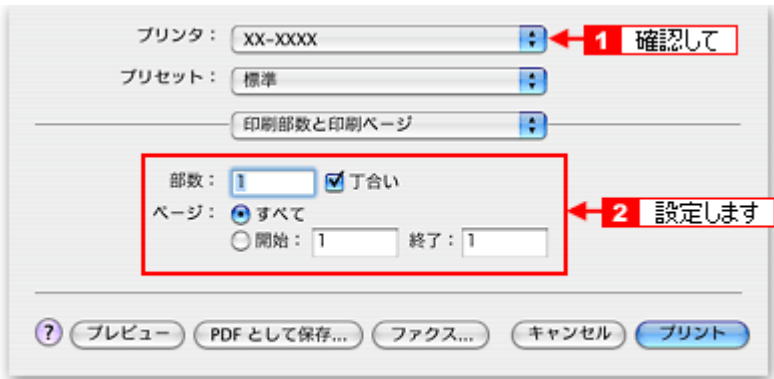 プリンタ： XX-XXXX 1 確認して
プリセット： 標準
印刷部数と印刷ページ
部数： 1 丁合い
ページ： すべて
2 設定します
開始： 1 終了： 1
? プレビュー PDF として保存... ファクス... キャンセル プリント